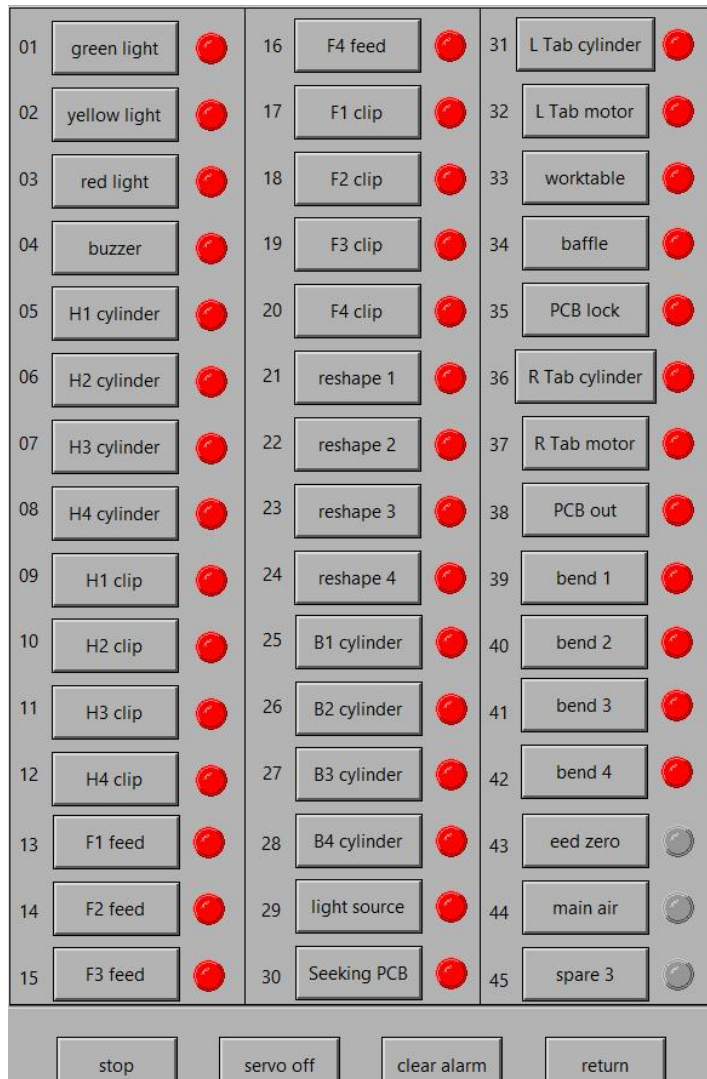 01 green light
02 yellow light
03 red light
04 buzzer
05 H1 cylinder
06 H2 cylinder
07 H3 cylinder
08 H4 cylinder
09 H1 clip
10 H2 clip
11 H3 clip
12 H4 clip
13 F1 feed
14 F2 feed
15 F3 feed
16 F4 feed
17 F1 clip
18 F2 clip
19 F3 clip
20 F4 clip
21 reshape 1
22 reshape 2
23 reshape 3
24 reshape 4
25 B1 cylinder
26 B2 cylinder
27 B3 cylinder
28 B4 cylinder
29 light source
30 Seeking PCB
31 L Tab cylinder
32 L Tab motor
33 worktable
34 baffle
35 PCB lock
36 R Tab cylinder
37 R Tab motor
38 PCB out
39 bend 1
40 bend 2
41 bend 3
42 bend 4
43 eed zero
44 main air
45 spare 3
stop servo off clear alarm return